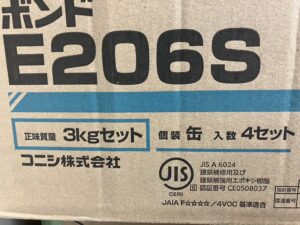 ボンド
E206S
正味質量 3kgセット 個装 缶 入数 4セット
コニシ株式会社
JIS
CERI
JIS A 6024
建築補修用及び
建築補強用エポキシ樹脂
認証番号 CE0508037
JAIA F☆☆☆☆/4VOC 基準適合